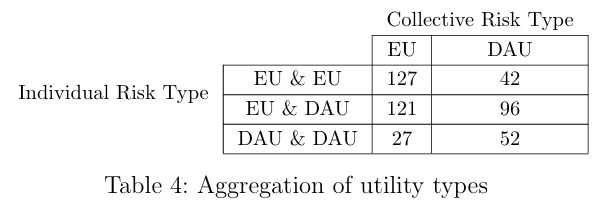 Collective Risk Type
EU DAU
Individual Risk Type EU & EU 127 42
EU & DAU 121 96
DAU & DAU 27 52
Table 4: Aggregation of utility types